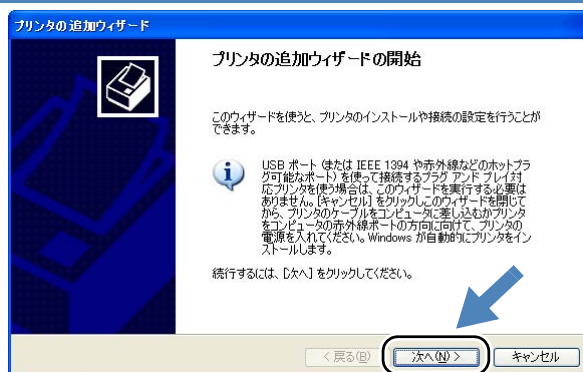 プリンタの追加ウィザード
プリンタの追加ウィザードの開始
このウィザードを使うと、プリンタのインストールや接続の設定を行うことが
できます。
USB ポート (または IEEE 1394 や赤外線などのホットプラ
グ可能なポート) を使って接続するプラグ アンド プレイ対
応プリンタを使う場合は、このウィザードを実行する必要は
ありません。[キャンセル] をクリックしこのウィザードを閉じて
から、プリンタのケーブルをコンピュータに差し込むかプリンタ
をコンピュータの赤外線ポートの方向に向けて、プリンタの
電源を入れてください。Windows が自動的にプリンタをイン
ストールします。
続行するには、[次へ] をクリックしてください。
< 戻る(B)
次へ(N) >
キャンセル